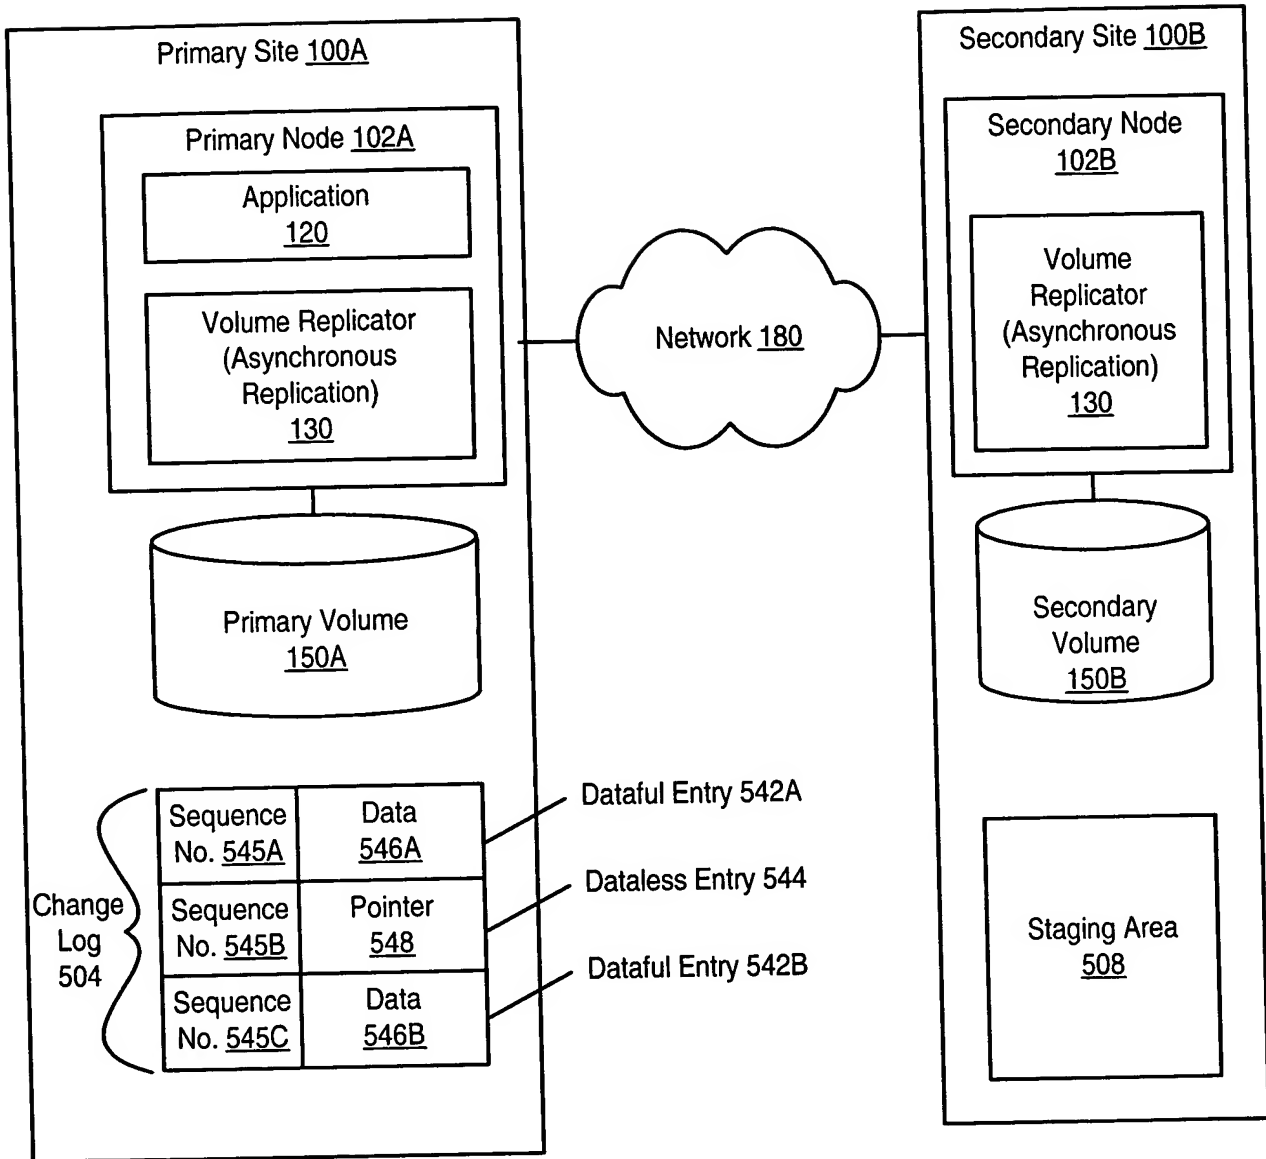 Primary Site 100A
Primary Node 102A
Application
120
Volume Replicator
(Asynchronous
Replication)
130
Primary Volume
150A
Change
Log
504
Sequence
No. 545A
Data
546A
Sequence
No. 545B
Pointer
548
Sequence
No. 545C
Data
546B
Dataful Entry 542A
Dataless Entry 544
Dataful Entry 542B
Network 180
Secondary Site 100B
Secondary Node
102B
Volume
Replicator
(Asynchronous
Replication)
130
Secondary
Volume
150B
Staging Area
508